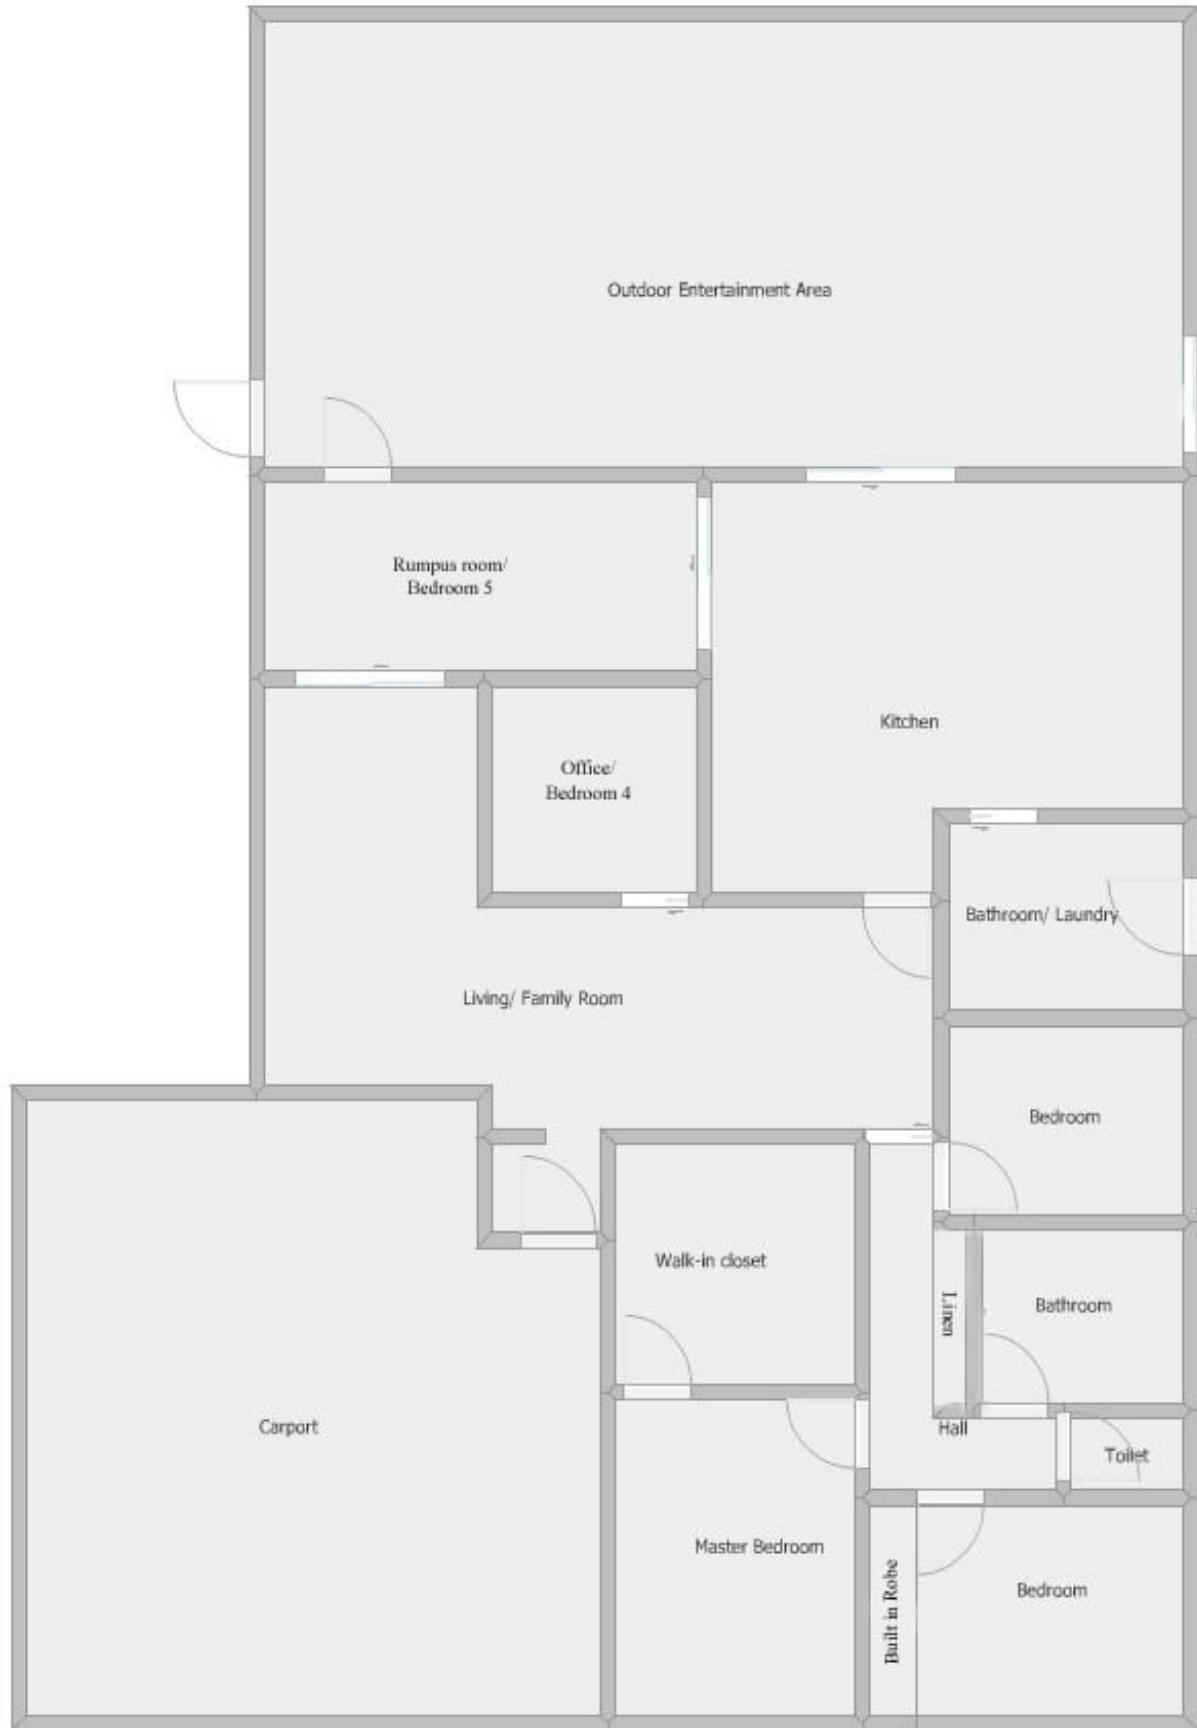 Outdoor Entertainment Area
Rumpus room/
Bedroom 5
Kitchen
Office/
Bedroom 4
Bathroom/ Laundry
Living/ Family Room
Bedroom
Walk-in closet
Linen
Bathroom
Carport
Hall
Toilet
Master Bedroom
Built in Robe
Bedroom